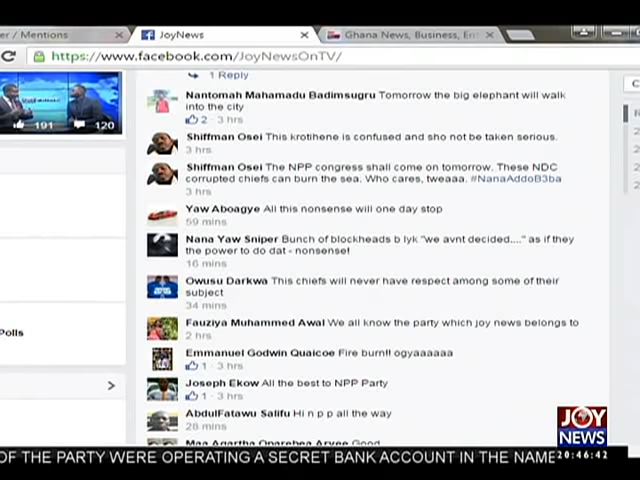 er / Mentions
JoyNews
Ghana News, Business, En
https://www.facebook.com/JoyNewsOnTV/
1 Reply
Nantomah Mahamadu Badimsugru Tomorrow the big elephant will walk
into the city
2 · 3 hrs
191
120
Shiffman Osei This krotihene is confused and sho not be taken serious.
3 hrs
Shiffman Osei The NPP congress shall come on tomorrow. These NDC
corrupted chiefs can burn the sea. Who cares, tweaaa. #NanaAddoB3ba
3 hrs
Yaw Aboagye All this nonsense will one day stop
59 mins
Nana Yaw Sniper Bunch of blockheads b lyk "we avnt decided...." as if they
the power to do dat - nonsense!
16 mins
Owusu Darkwa This chiefs will never have respect among some of their
subject
34 mins
Fauziya Muhammed Awal We all know the party which joy news belongs to
2 hrs
Polls
Emmanuel Godwin Quaicoe Fire burn!! ogyaaaaaa
1 · 3 hrs
Joseph Ekow All the best to NPP Party
1 · 3 hrs
AbdulFatawu Salifu Hi n p p all the way
28 mins
Maa Agartha Oparebea Aryee Good
JOY
NEWS
20:46:42
OF THE PARTY WERE OPERATING A SECRET BANK ACCOUNT IN THE NAME